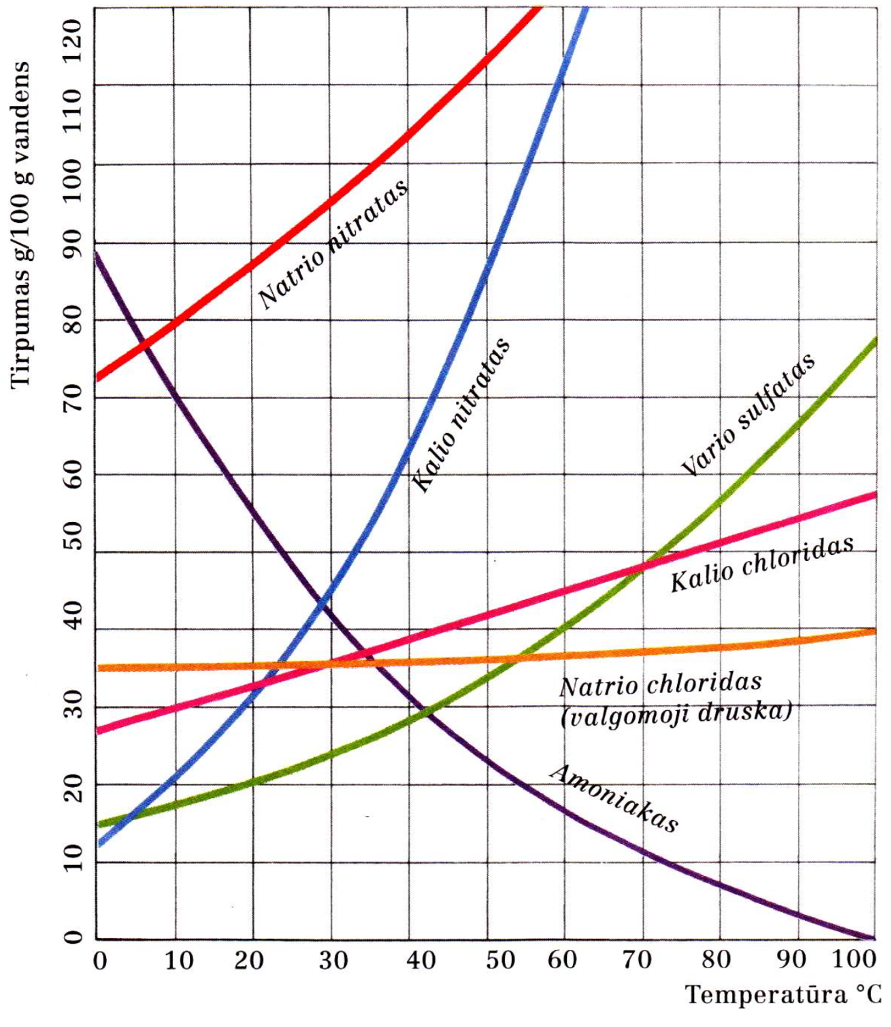 Tirpumas g/100 g vandens
120
110
100
90
80
70
60
50
40
30
20
10
0
Natrio nitratas
Kalio nitratas
Vario sulfatas
Kalio chloridas
Natrio chloridas
(valgomoji druska)
Amoniakas
0 10 20 30 40 50 60 70 80 90 100
Temperatūra °C